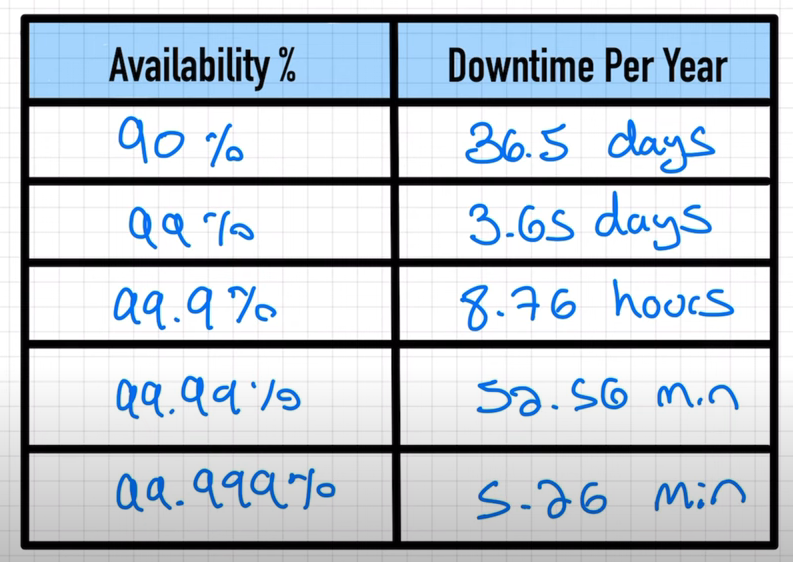 Availability % Downtime Per Year
90 % 36.5 days
99 % 3.65 days
99.9 % 8.76 hours
99.99 % 52.56 min
99.999 % 5.26 min